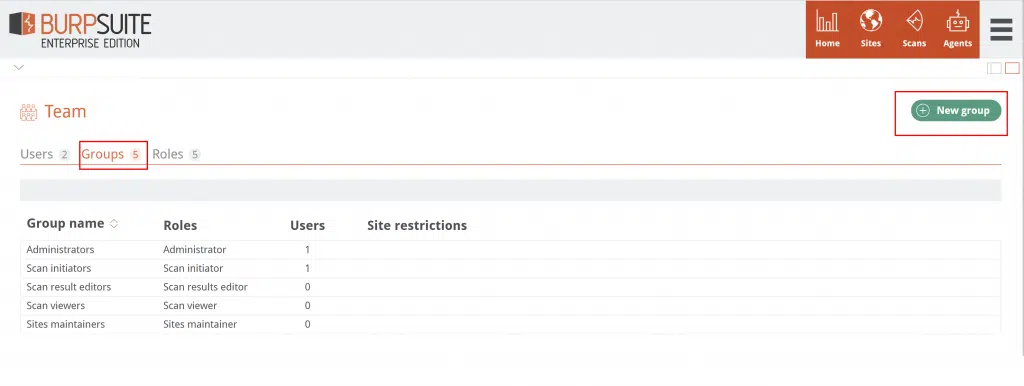 BURPSUITE
ENTERPRISE EDITION
Home Sites Scans Agents
Team
New group
Users 2 Groups 5 Roles 5
Group name Roles Users Site restrictions
Administrators Administrator 1
Scan initiators Scan initiator 1
Scan result editors Scan results editor 0
Scan viewers Scan viewer 0
Sites maintainers Sites maintainer 0